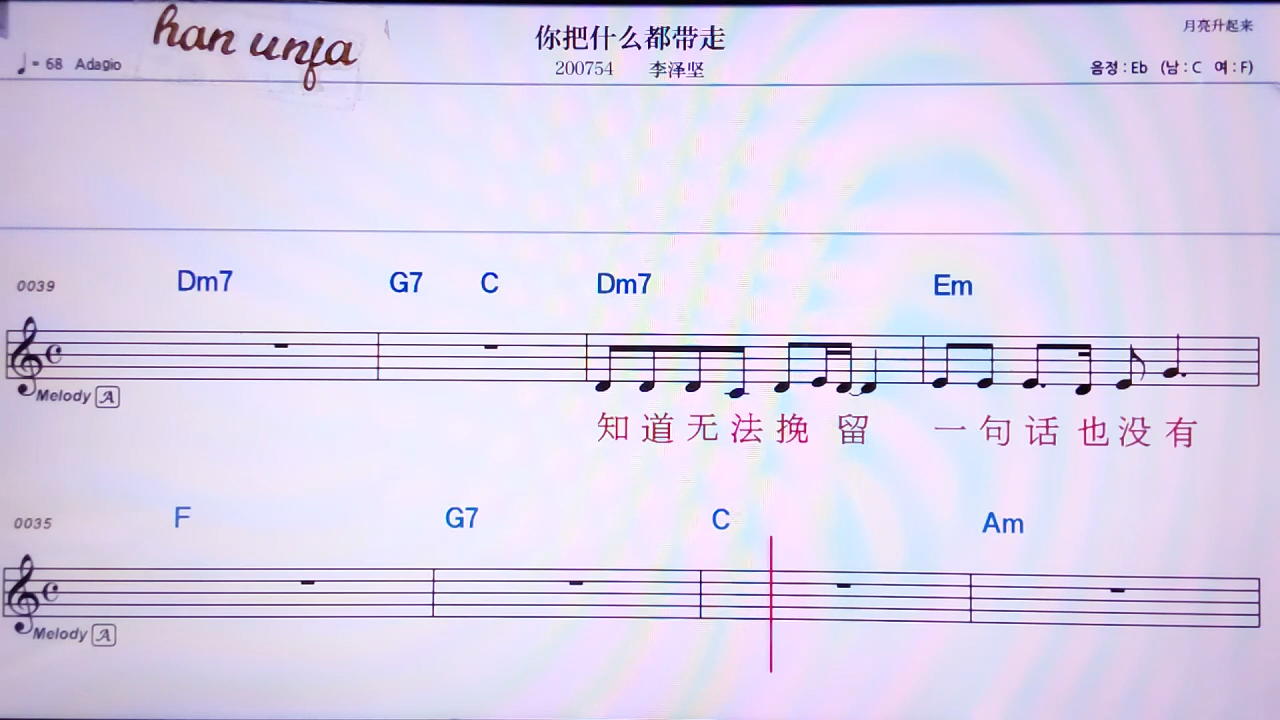 han unfa
你把什么都带走
月亮升起来
♩= 68 Adagio
200754 李泽坚
음정 : Eb (남 : C 여 : F)
0039 Dm7 G7 C Dm7 Em
Melody A
知道无法挽留 一句话也没有
0035 F G7 C Am
Melody A